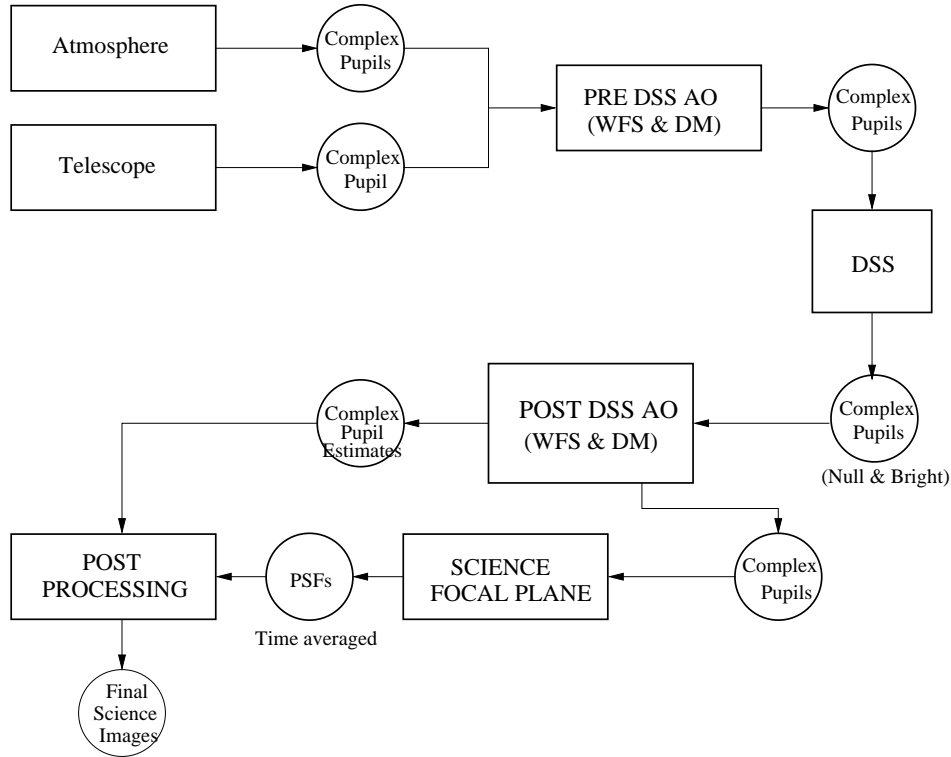 Atmosphere
Complex
Pupils
Telescope
Complex
Pupil
PRE DSS AO
(WFS & DM)
Complex
Pupils
DSS
Complex
Pupils
(Null & Bright)
POST DSS AO
(WFS & DM)
Complex
Pupil
Estimates
Complex
Pupils
SCIENCE
FOCAL PLANE
PSFs
Time averaged
POST
PROCESSING
Final
Science
Images